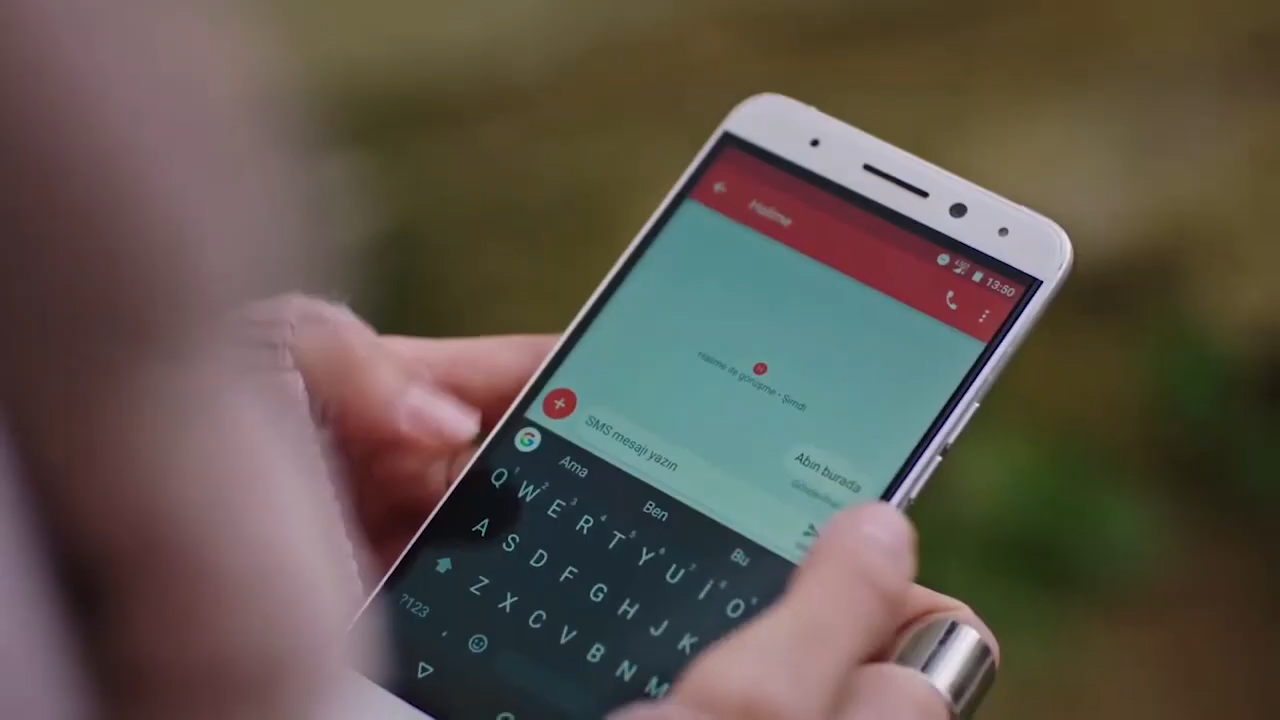 13:50
Halime
Halime ile görüşme • Şimdi
Abin burada
SMS mesajı yazın
G
Ama Ben Bu
Q W E R T Y U İ O
A S D F G H J K
Z X C V B N M
?123 ,